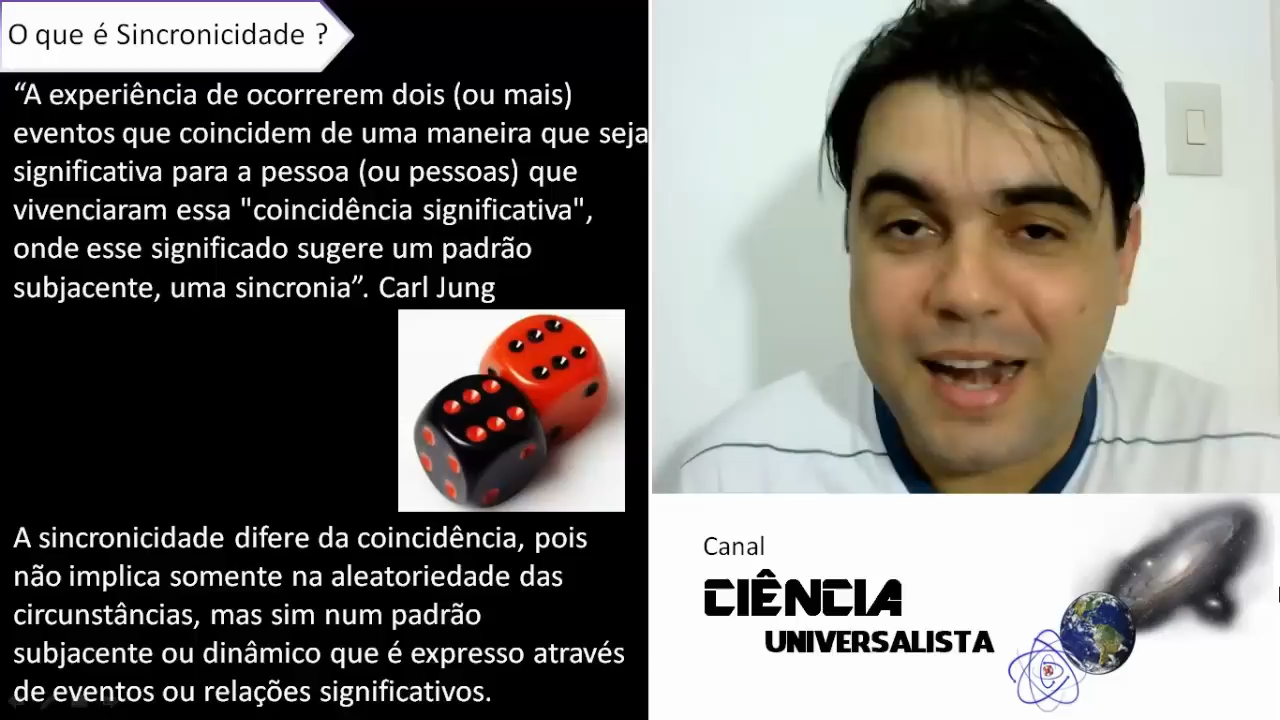 O que é Sincronicidade ?
“A experiência de ocorrerem dois (ou mais)
eventos que coincidem de uma maneira que seja
significativa para a pessoa (ou pessoas) que
vivenciaram essa "coincidência significativa",
onde esse significado sugere um padrão
subjacente, uma sincronia”. Carl Jung
A sincronicidade difere da coincidência, pois
não implica somente na aleatoriedade das
circunstâncias, mas sim num padrão
subjacente ou dinâmico que é expresso através
de eventos ou relações significativos.
Canal
CIÊNCIA
UNIVERSALISTA